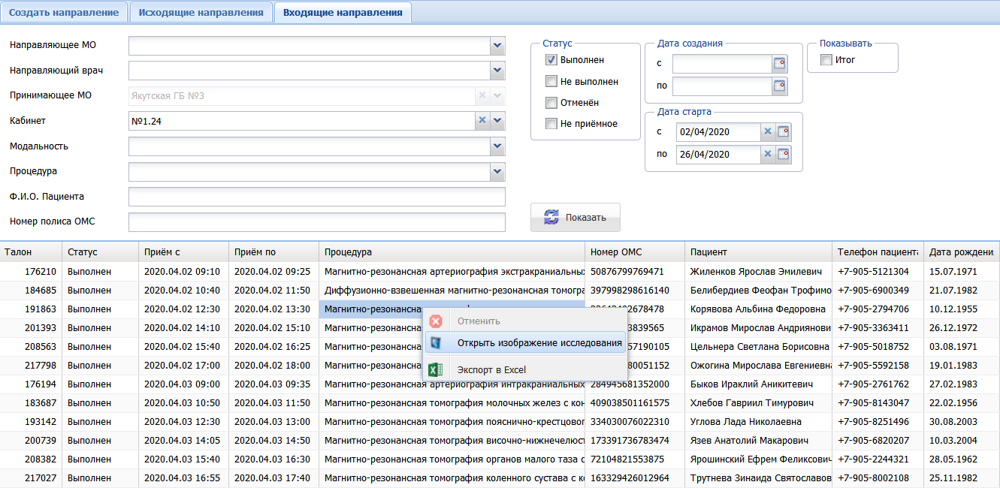 Создать направление Исходящие направления Входящие направления
Направляющее МО
Направляющий врач
Принимающее МО Якутская ГБ №3
Кабинет №1.24
Модальность
Процедура
Ф.И.О. Пациента
Номер полиса ОМС
Статус
Выполнен
Не выполнен
Отменён
Не приёмное
Дата создания
с
по
Дата старта
с 02/04/2020
по 26/04/2020
Показывать
Итог
Показать
Талон Статус Приём с Приём по Процедура Номер ОМС Пациент Телефон пациента Дата рождения
176210 Выполнен 2020.04.02 09:10 2020.04.02 09:25 Магнитно-резонансная артериография экстракраниальных 50876799769471 Жиленков Ярослав Эмилевич +7-905-5121304 15.07.1971
184685 Выполнен 2020.04.02 10:40 2020.04.02 11:50 Диффузионно-взвешенная магнитно-резонансная томогра 397998298616140 Белибердиев Феофан Трофимо +7-905-6900349 21.07.1982
191863 Выполнен 2020.04.02 12:30 2020.04.02 13:30 Магнитно-резонансная 2678478 Корявова Альбина Федоровна +7-905-2794706 10.12.1955
201393 Выполнен 2020.04.02 14:10 2020.04.02 15:10 Магнитно-резонансная 3839565 Икрамов Мирослав Андриянови +7-905-3363411 26.12.1972
208563 Выполнен 2020.04.02 15:40 2020.04.02 16:25 Магнитно-резонансная 57190105 Цельнера Светлана Борисовна +7-905-5018752 03.08.1971
217798 Выполнен 2020.04.02 17:00 2020.04.02 18:00 Магнитно-резонансная 80051152 Ожогина Мирослава Евгениевна +7-905-5592158 19.01.1983
176194 Выполнен 2020.04.03 09:00 2020.04.03 09:35 Магнитно-резонансная артериография интракраниальных 284945681352000 Быков Ираклий Аникитевич +7-905-2761762 27.02.1983
183687 Выполнен 2020.04.03 10:50 2020.04.03 11:50 Магнитно-резонансная томография молочных желез с кон 409038501161575 Хлебов Гавриил Тимурович +7-905-8143047 22.02.1956
193142 Выполнен 2020.04.03 12:30 2020.04.03 13:00 Магнитно-резонансная томография пояснично-крестцовог 334030076022310 Углова Лада Николаевна +7-905-8251496 30.08.2003
200739 Выполнен 2020.04.03 14:05 2020.04.03 14:50 Магнитно-резонансная томография височно-нижнечелюст 173391736783474 Язев Анатолий Макарович +7-905-6820207 10.03.2004
208382 Выполнен 2020.04.03 15:40 2020.04.03 16:30 Магнитно-резонансная томография органов малого таза с 72104821553875 Ярошинский Ефрем Феликсович +7-905-2244321 28.05.1962
217027 Выполнен 2020.04.03 16:55 2020.04.03 17:40 Магнитно-резонансная томография коленного сустава с к 163329426012964 Трутнева Зинаида Святославов +7-905-8002108 25.11.1982
Отменить
Открыть изображение исследования
Экспорт в Excel